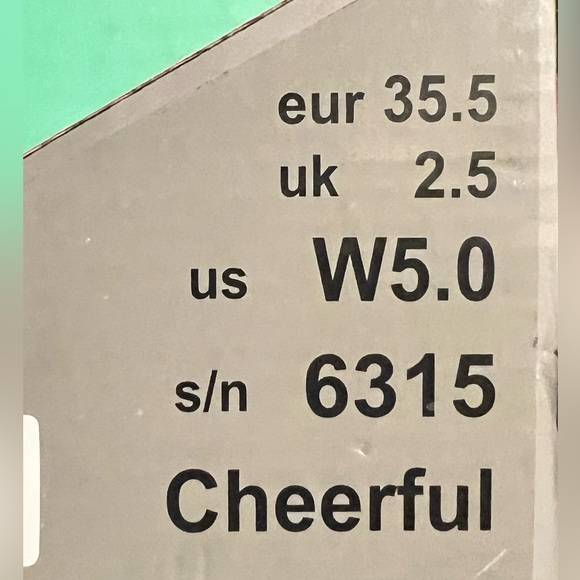 eur 35.5
uk 2.5
us W5.0
s/n 6315
Cheerful